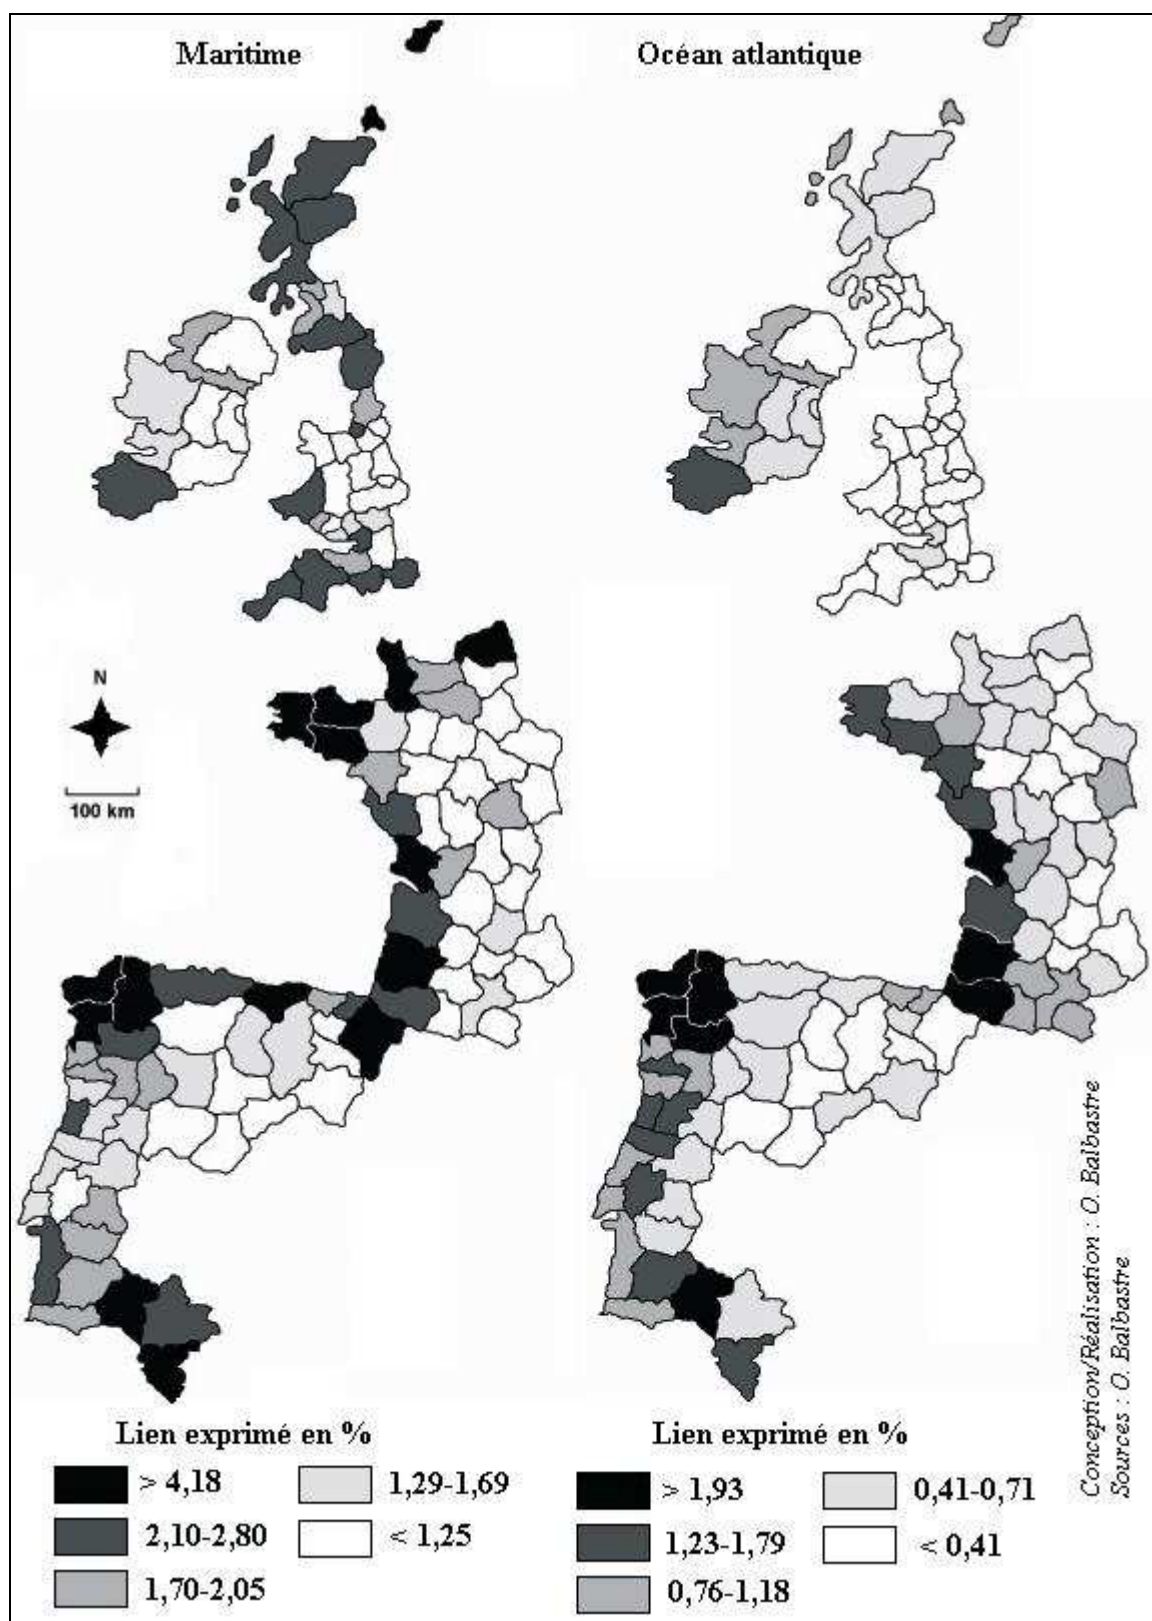 Maritime
Océan atlantique
N
100 km
Lien exprimé en %
> 4,18
2,10-2,80
1,70-2,05
1,29-1,69
< 1,25
Lien exprimé en %
> 1,93
1,23-1,79
0,76-1,18
0,41-0,71
< 0,41
Conception/Réalisation : O. Balbastre
Sources : O. Balbastre